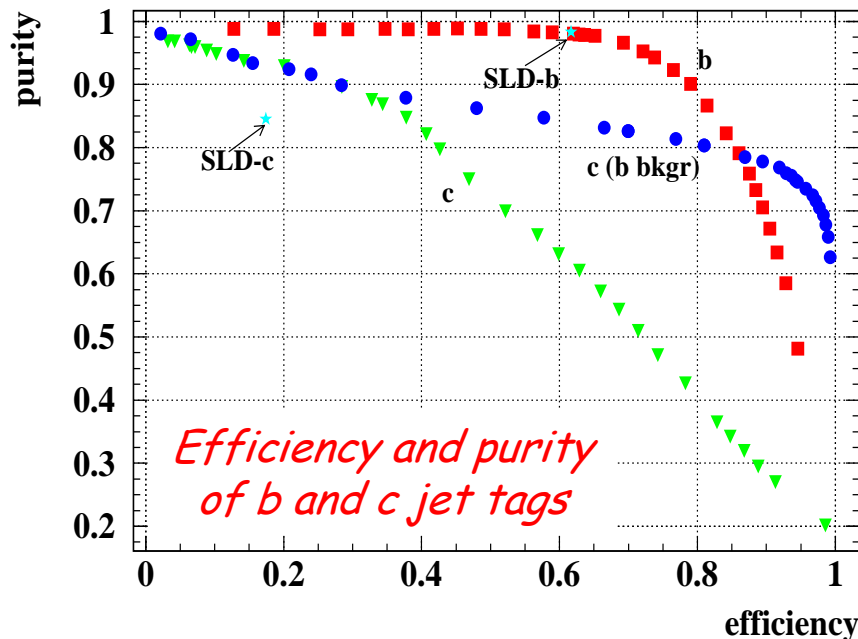 purity
1
0.9
0.8
0.7
0.6
0.5
0.4
0.3
0.2
SLD-b
b
SLD-c
c (b bkgr)
c
Efficiency and purity
of b and c jet tags
0 0.2 0.4 0.6 0.8 1
efficiency